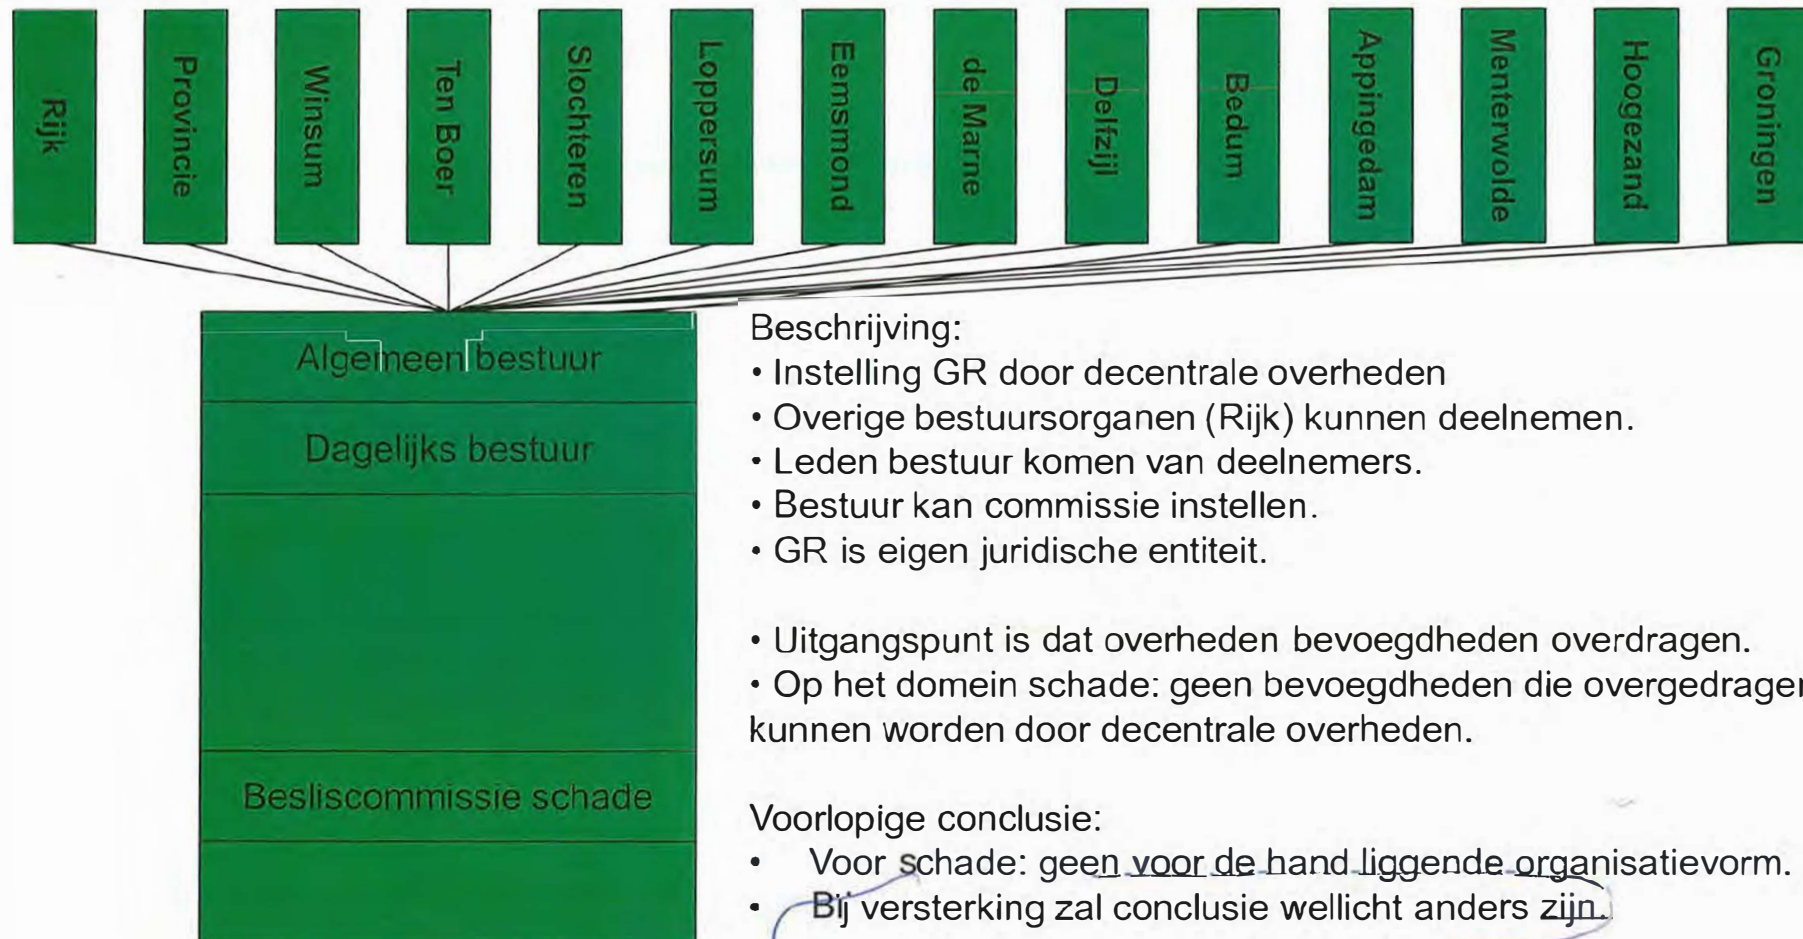 Rijk
Provincie
Winsum
Ten Boer
Slochteren
Loppersum
Eemsmond
de Marne
Delfzijl
Bedum
Appingedam
Menterwolde
Hoogezand
Groningen
Algemeen bestuur
Dagelijks bestuur
Besliscommissie schade
Beschrijving:
• Instelling GR door decentrale overheden
• Overige bestuursorganen (Rijk) kunnen deelnemen.
• Leden bestuur komen van deelnemers.
• Bestuur kan commissie instellen.
• GR is eigen juridische entiteit.
• Uitgangspunt is dat overheden bevoegdheden overdragen.
• Op het domein schade: geen bevoegdheden die overgedragen
kunnen worden door decentrale overheden.
Voorlopige conclusie:
• Voor schade: geen voor de hand liggende organisatievorm.
• Bij versterking zal conclusie wellicht anders zijn.